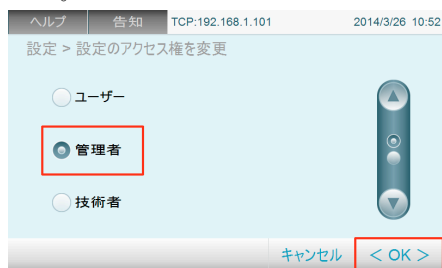 ヘルプ 告知 TCP:192.168.1.101 2014/3/26 10:52
設定 > 設定のアクセス権を変更
ユーザー
管理者
技術者
キャンセル < OK >